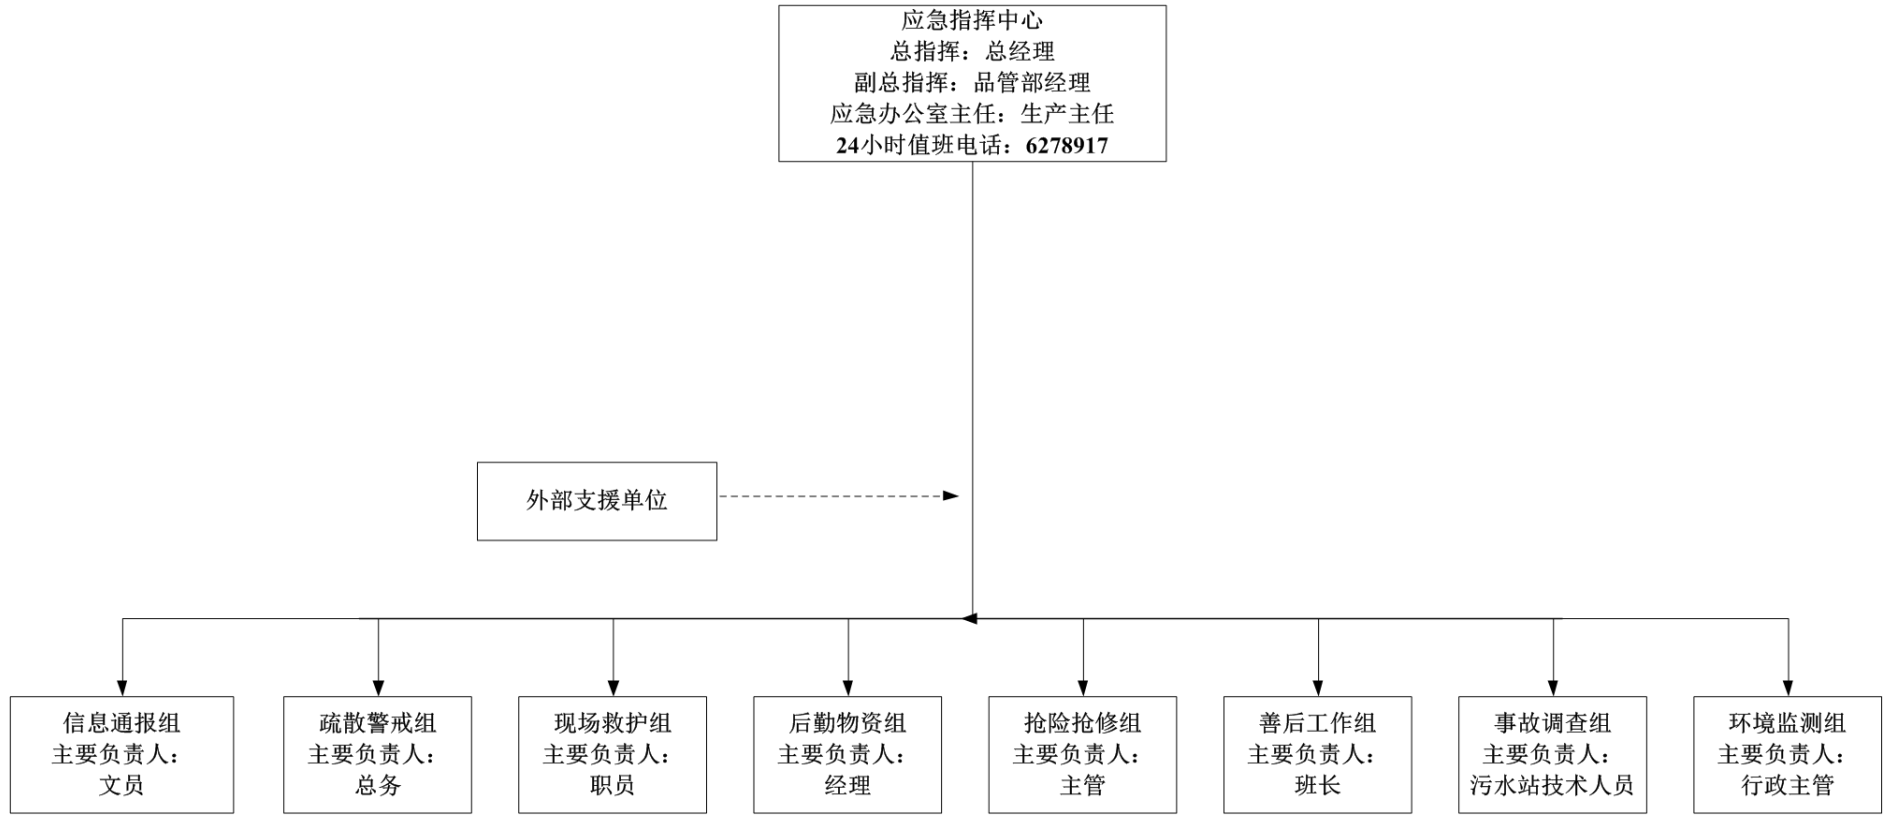 应急指挥中心
总指挥：总经理
副总指挥：品管部经理
应急办公室主任：生产主任
24小时值班电话：6278917
外部支援单位
信息通报组
主要负责人：
文员
疏散警戒组
主要负责人：
总务
现场救护组
主要负责人：
职员
后勤物资组
主要负责人：
经理
抢险抢修组
主要负责人：
主管
善后工作组
主要负责人：
班长
事故调查组
主要负责人：
污水站技术人员
环境监测组
主要负责人：
行政主管